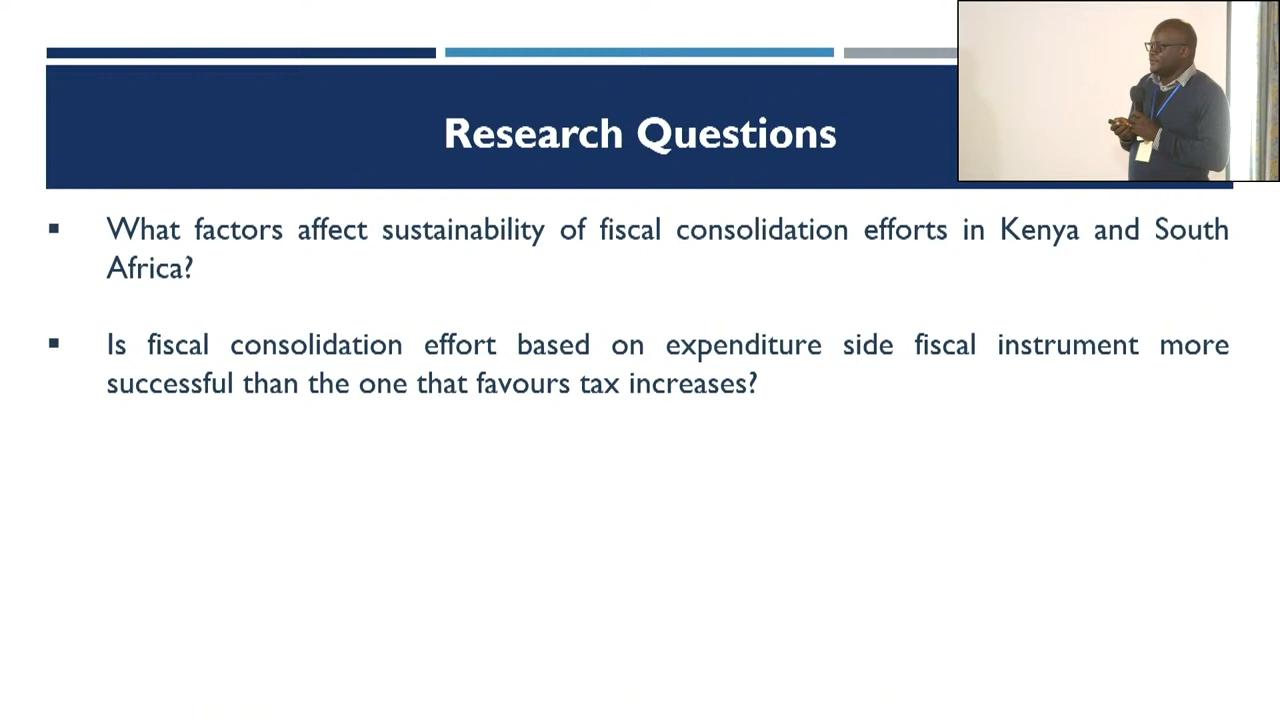 Research Questions
▪ What factors affect sustainability of fiscal consolidation efforts in Kenya and South
Africa?
▪ Is fiscal consolidation effort based on expenditure side fiscal instrument more
successful than the one that favours tax increases?